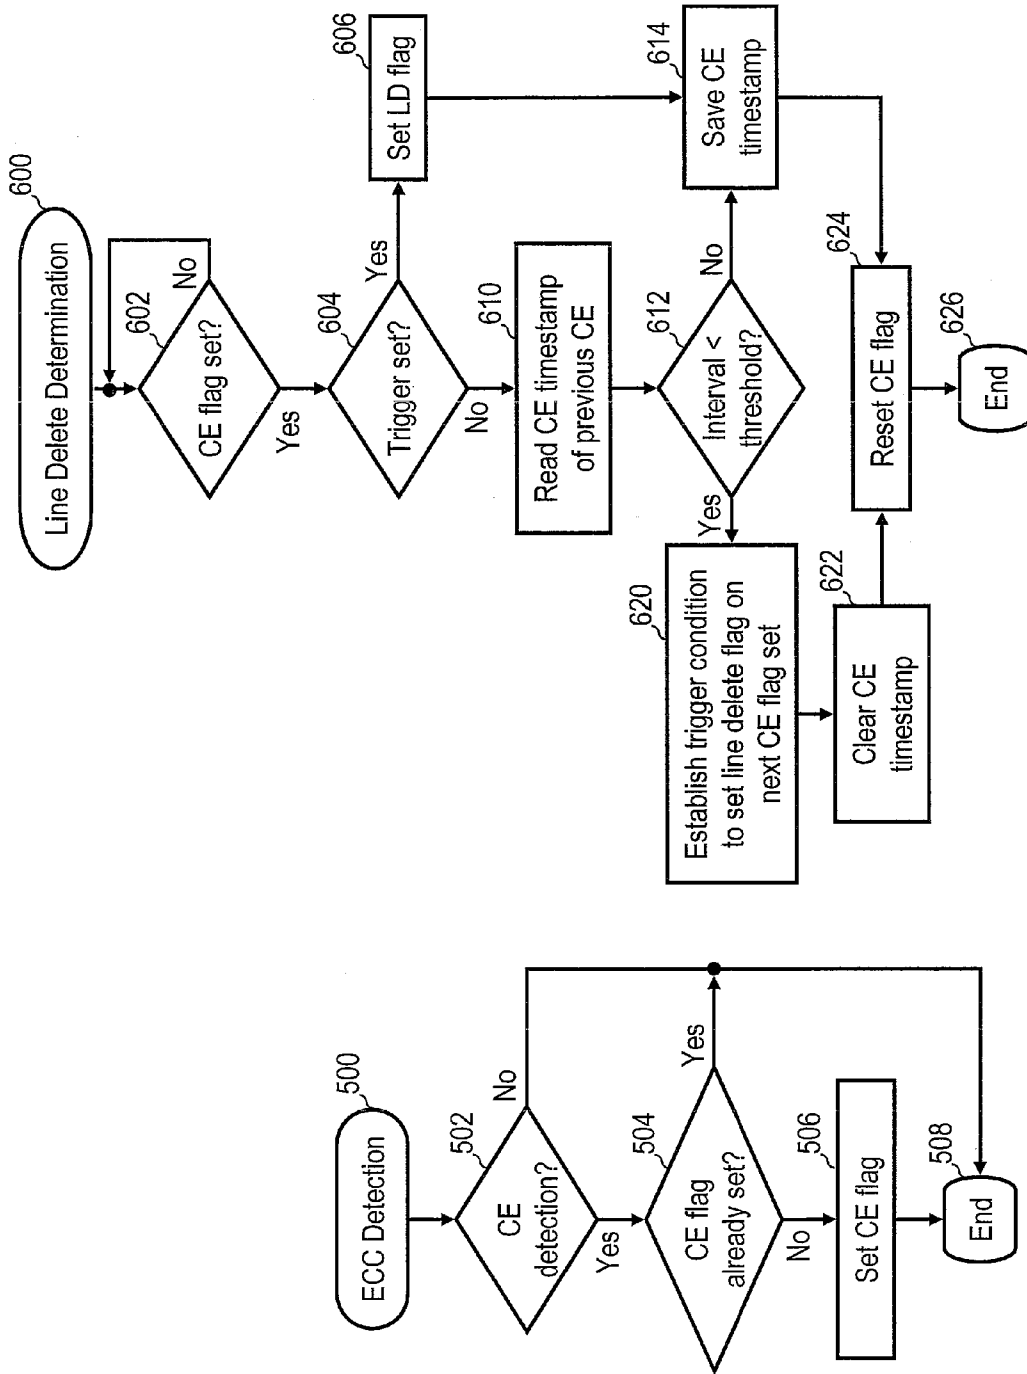 ECC Detection
500
CE
detection?
502
No
Yes
CE flag
already set?
504
Yes
No
Set CE flag
506
End
508
Line Delete Determination
600
CE flag set?
602
No
Yes
Trigger set?
604
Yes
No
Set LD flag
606
Read CE timestamp
of previous CE
610
Interval <
threshold?
612
No
Yes
Save CE
timestamp
614
Establish trigger condition
to set line delete flag on
next CE flag set
620
Clear CE
timestamp
622
Reset CE flag
624
End
626